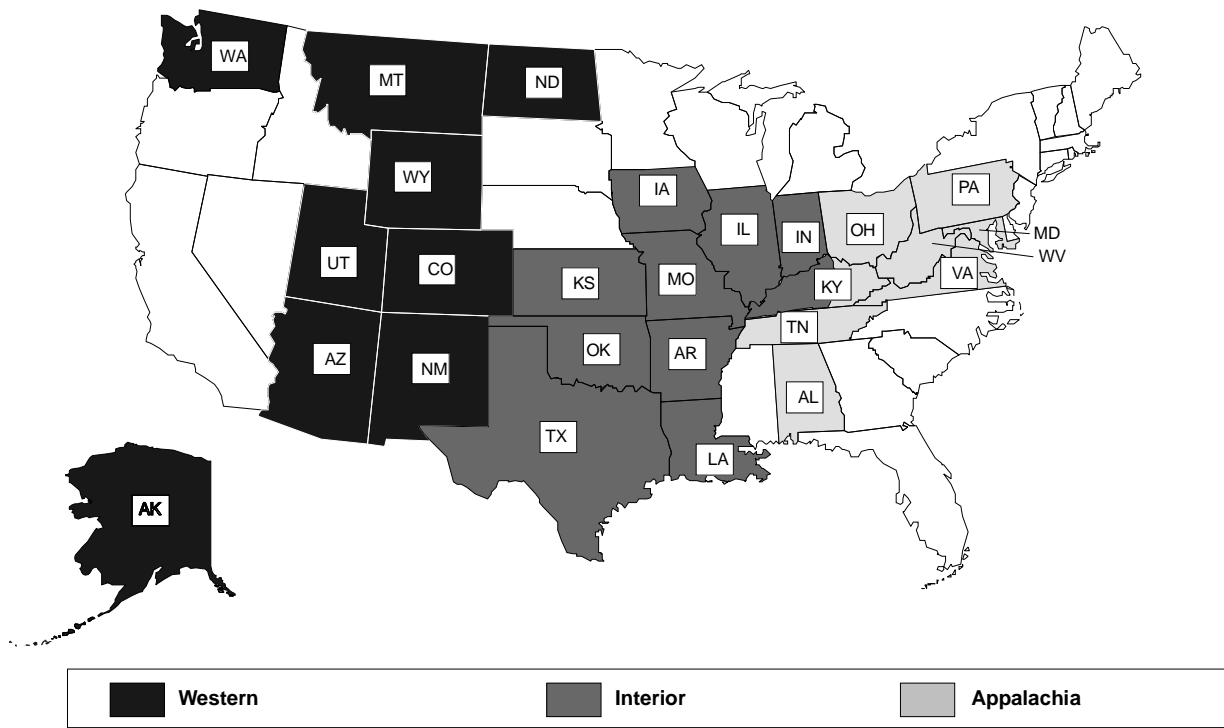 WA
MT
ND
WY
IA
PA
IL
IN
OH
MD
WV
UT
CO
KS
MO
KY
VA
TN
AZ
NM
OK
AR
AL
TX
LA
AK
Western
Interior
Appalachia